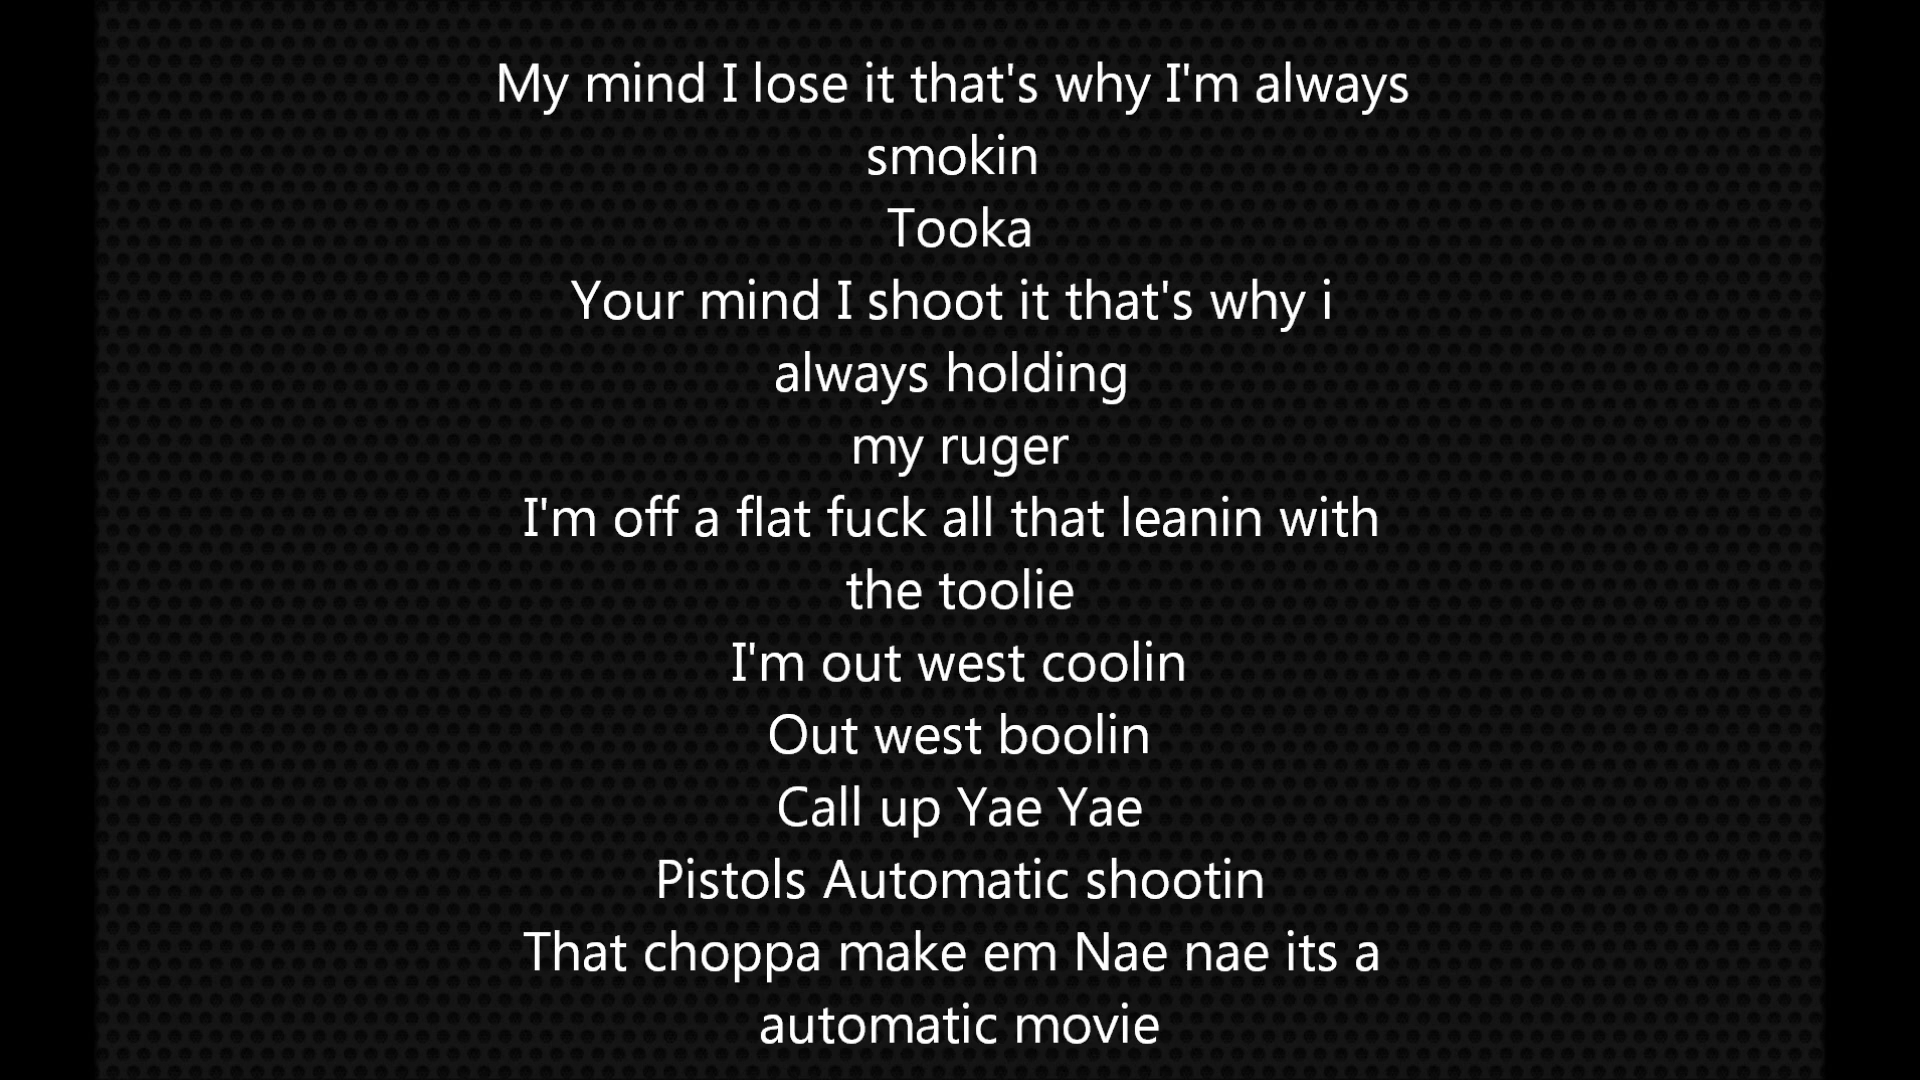 My mind I lose it that's why I'm always
smokin
Tooka
Your mind I shoot it that's why i
always holding
my ruger
I'm off a flat fuck all that leanin with
the toolie
I'm out west coolin
Out west boolin
Call up Yae Yae
Pistols Automatic shootin
That choppa make em Nae nae its a
automatic movie